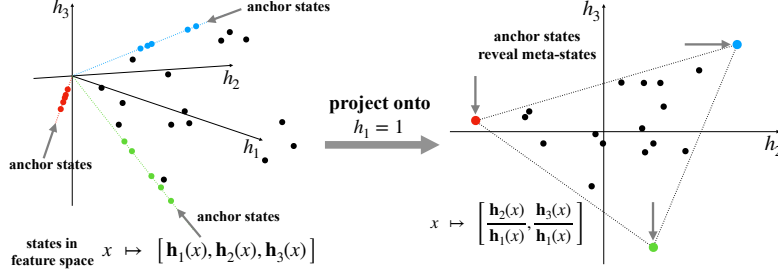 h₃
anchor states
h₂
h₁
anchor states
anchor states
states in
feature space
x ↦ [𝐡₁(x), 𝐡₂(x), 𝐡₃(x)]
project onto
h₁ = 1
h₃
anchor states
reveal meta-states
h₂
x ↦ [𝐡₂(x)/𝐡₁(x), 𝐡₃(x)/𝐡₁(x)]